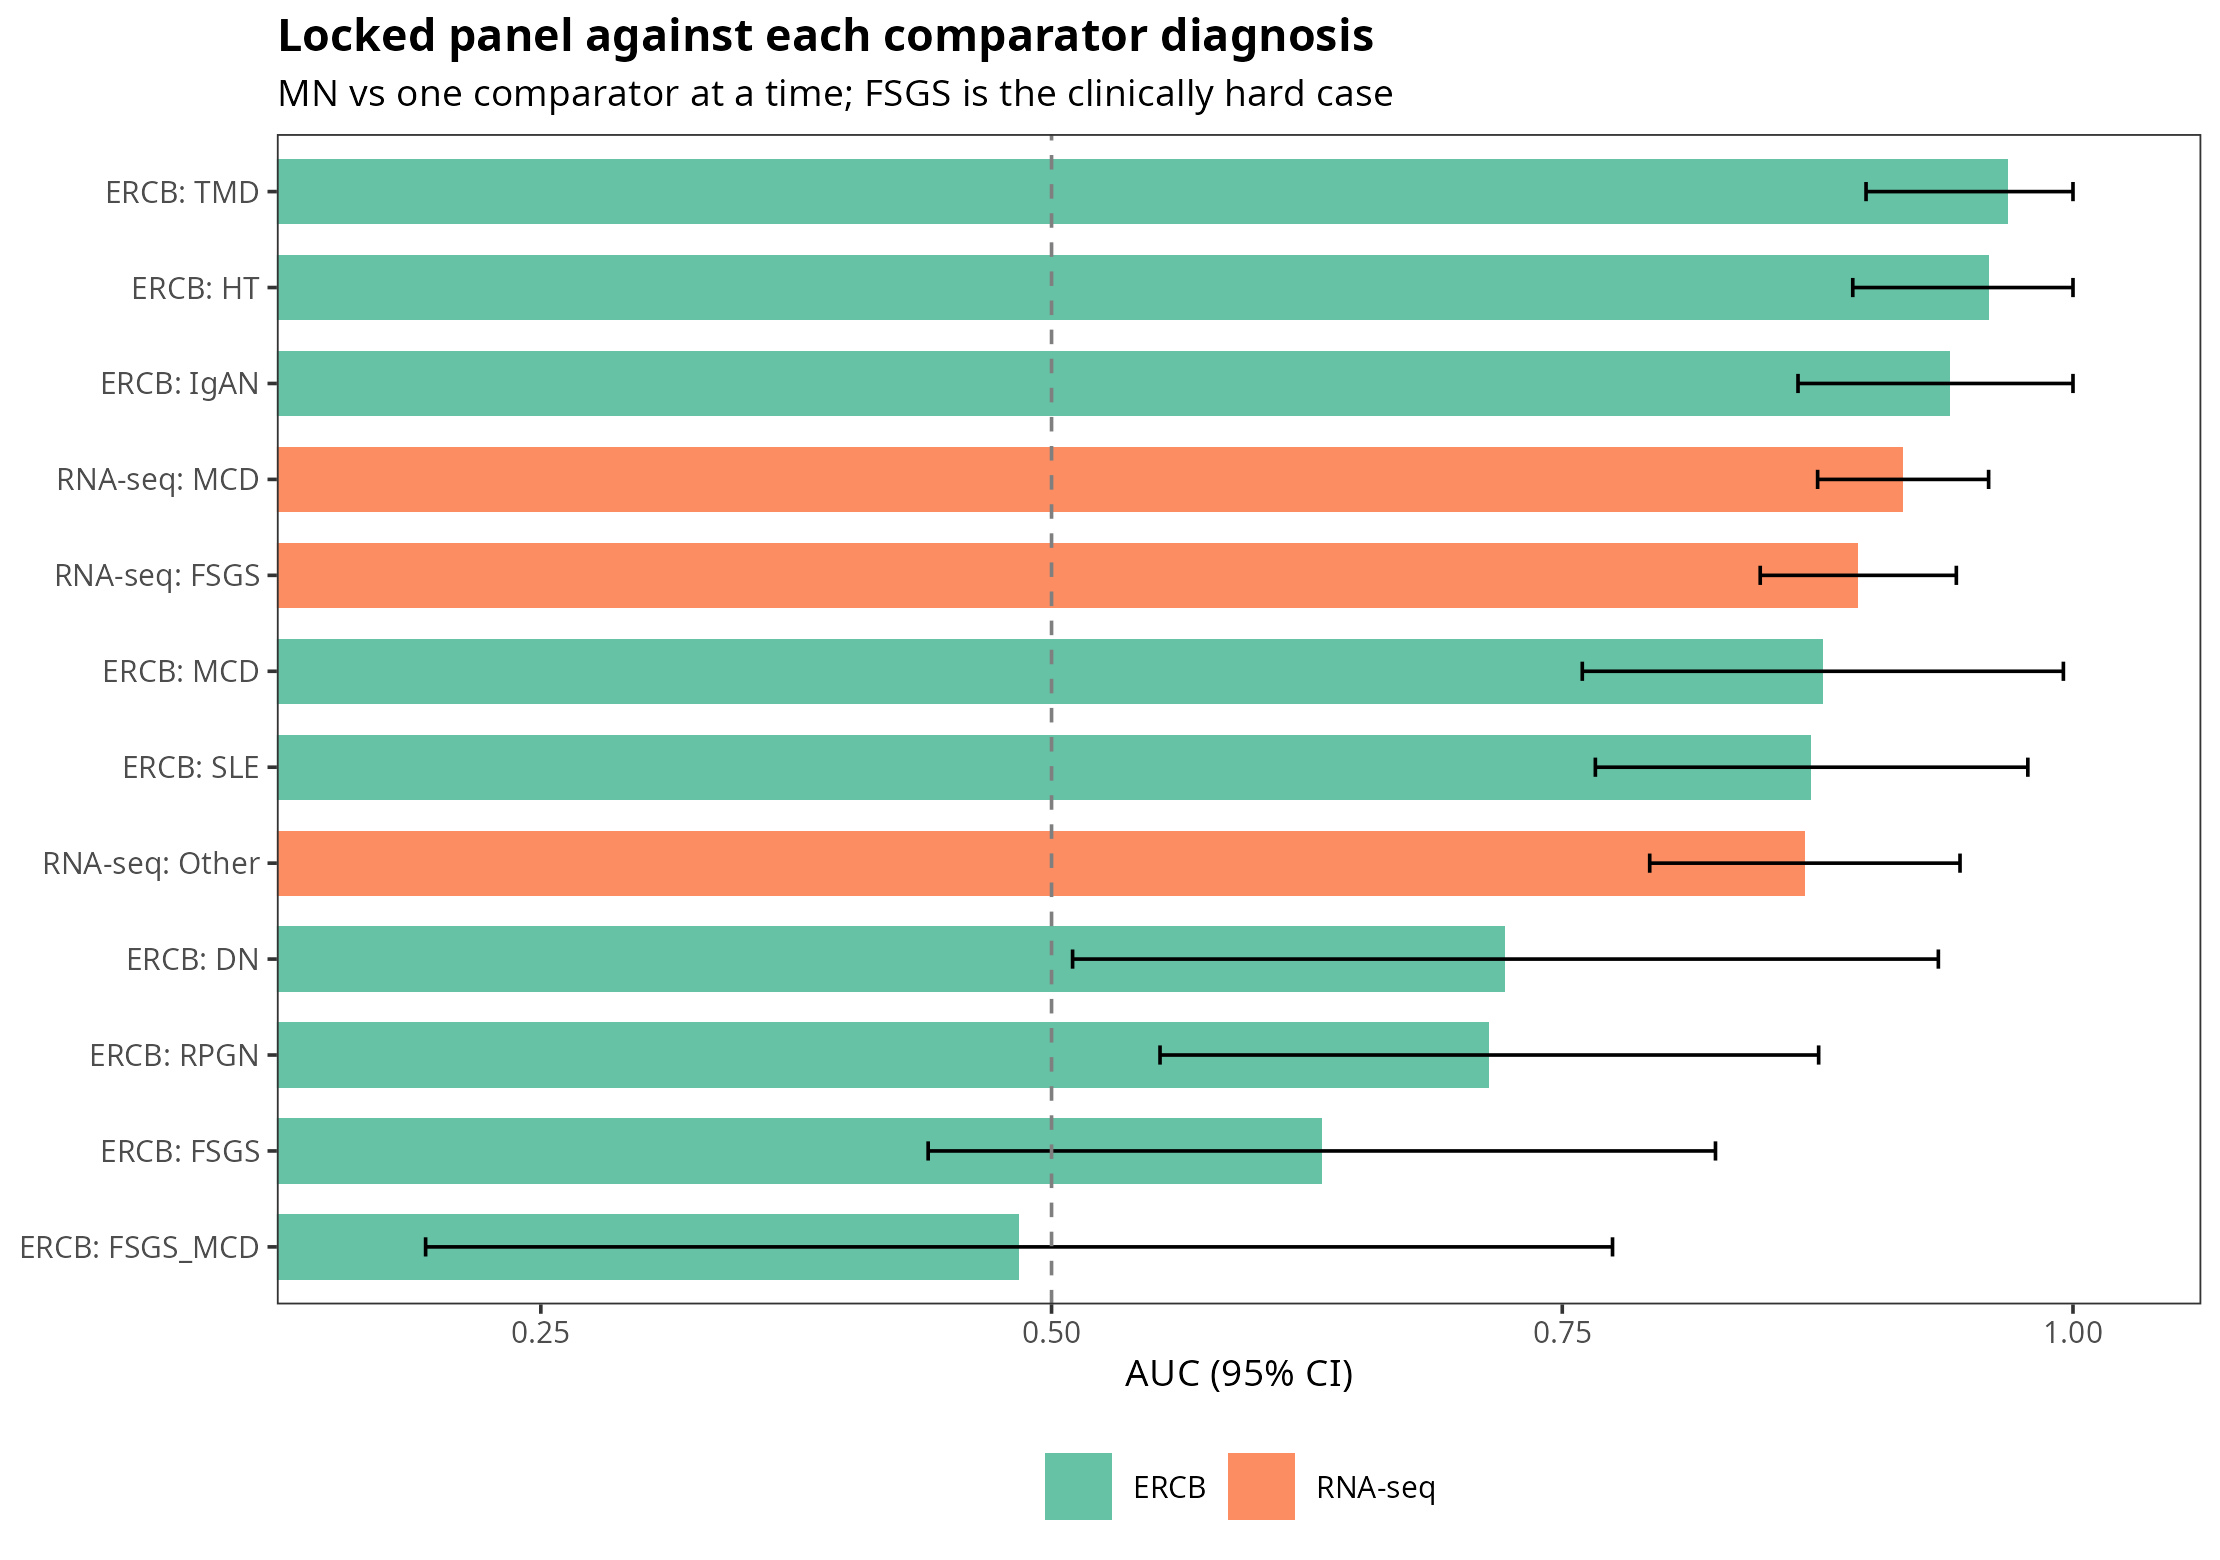 Locked panel against each comparator diagnosis
MN vs one comparator at a time; FSGS is the clinically hard case
ERCB: TMD
ERCB: HT
ERCB: IgAN
RNA-seq: MCD
RNA-seq: FSGS
ERCB: MCD
ERCB: SLE
RNA-seq: Other
ERCB: DN
ERCB: RPGN
ERCB: FSGS
ERCB: FSGS_MCD
0.25 0.50 0.75 1.00
AUC (95% CI)
ERCB RNA-seq